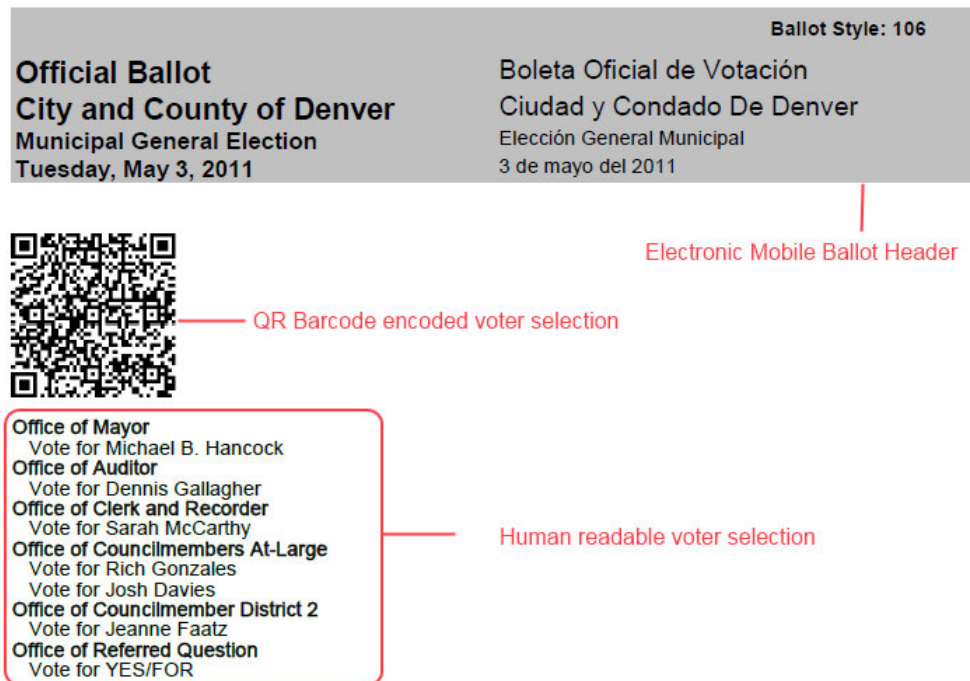 Ballot Style: 106
Official Ballot
City and County of Denver
Municipal General Election
Tuesday, May 3, 2011
Boleta Oficial de Votación
Ciudad y Condado De Denver
Elección General Municipal
3 de mayo del 2011
Electronic Mobile Ballot Header
QR Barcode encoded voter selection
Office of Mayor
Vote for Michael B. Hancock
Office of Auditor
Vote for Dennis Gallagher
Office of Clerk and Recorder
Vote for Sarah McCarthy
Office of Councilmembers At-Large
Vote for Rich Gonzales
Vote for Josh Davies
Office of Councilmember District 2
Vote for Jeanne Faatz
Office of Referred Question
Vote for YES/FOR
Human readable voter selection